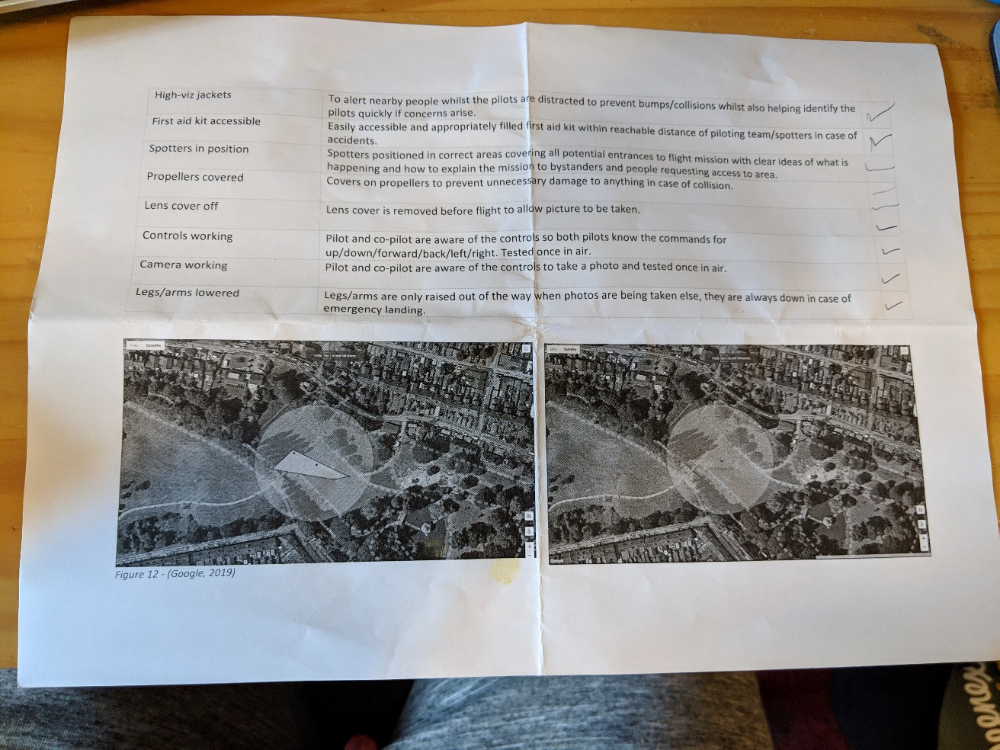 High-viz jackets
To alert nearby people whilst the pilots are distracted to prevent bumps/collisions whilst also helping identify the
pilots quickly if concerns arise.
First aid kit accessible
Easily accessible and appropriately filled first aid kit within reachable distance of piloting team/spotters in case of
accidents.
Spotters in position
Spotters positioned in correct areas covering all potential entrances to flight mission with clear ideas of what is
happening and how to explain the mission to bystanders and people requesting access to area.
Propellers covered
Covers on propellers to prevent unnecessary damage to anything in case of collision.
Lens cover off
Lens cover is removed before flight to allow picture to be taken.
Controls working
Pilot and co-pilot are aware of the controls so both pilots know the commands for
up/down/forward/back/left/right. Tested once in air.
Camera working
Pilot and co-pilot are aware of the controls to take a photo and tested once in air.
Legs/arms lowered
Legs/arms are only raised out of the way when photos are being taken else, they are always down in case of
emergency landing.
Map Satellite
Map Satellite
Google
Figure 12 - (Google, 2019)